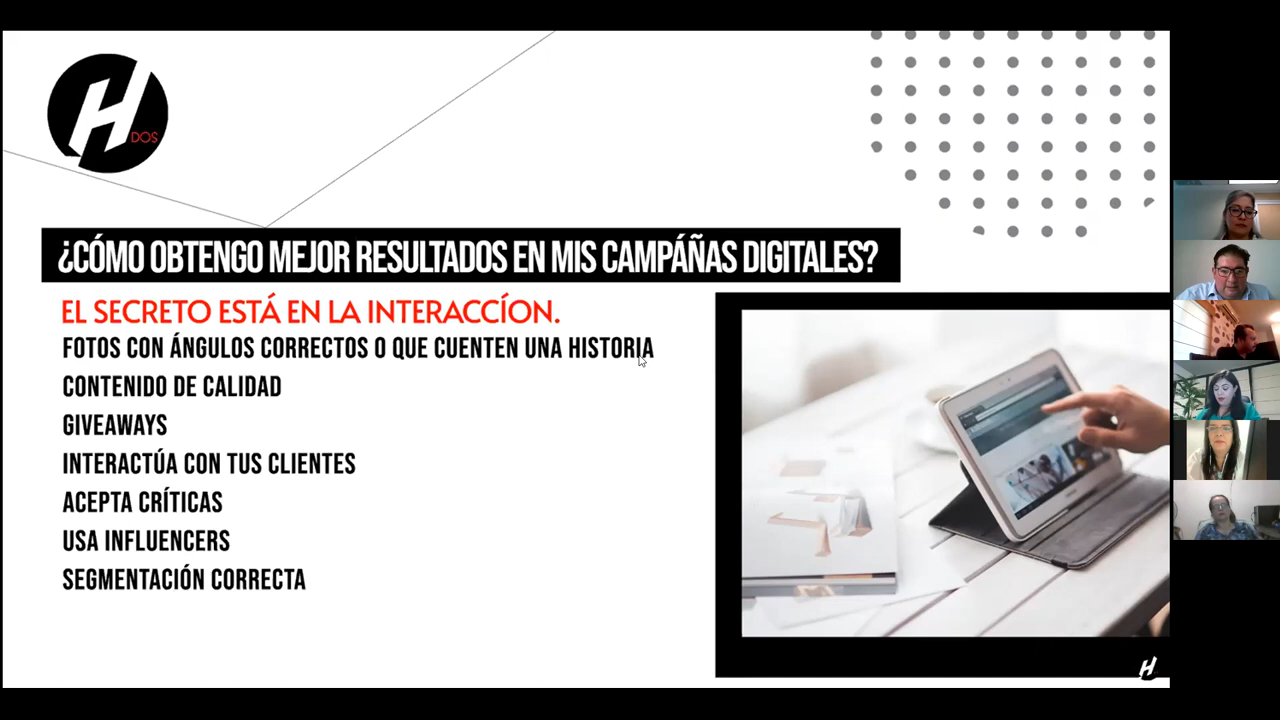 H
DOS
¿CÓMO OBTENGO MEJOR RESULTADOS EN MIS CAMPÁÑAS DIGITALES?
EL SECRETO ESTÁ EN LA INTERACCÍON.
FOTOS CON ÁNGULOS CORRECTOS O QUE CUENTEN UNA HISTORIA
CONTENIDO DE CALIDAD
GIVEAWAYS
INTERACTÚA CON TUS CLIENTES
ACEPTA CRÍTICAS
USA INFLUENCERS
SEGMENTACIÓN CORRECTA
H